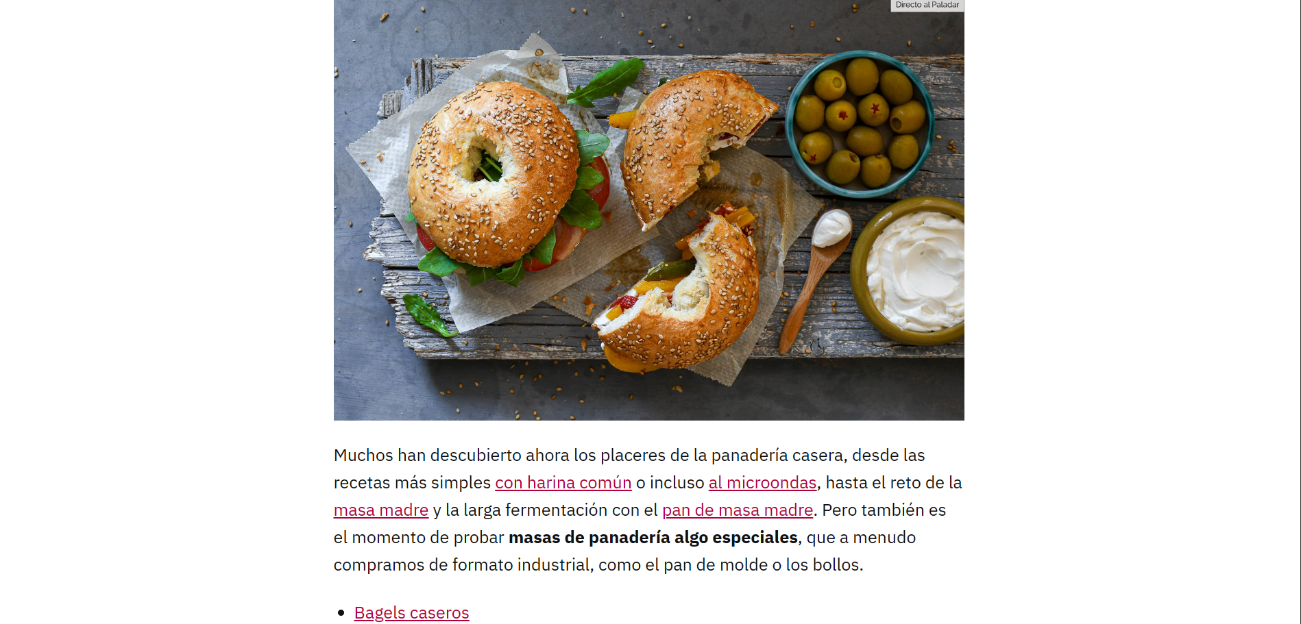 Directo al Paladar
Muchos han descubierto ahora los placeres de la panadería casera, desde las
recetas más simples con harina común o incluso al microondas, hasta el reto de la
masa madre y la larga fermentación con el pan de masa madre. Pero también es
el momento de probar masas de panadería algo especiales, que a menudo
compramos de formato industrial, como el pan de molde o los bollos.
• Bagels caseros